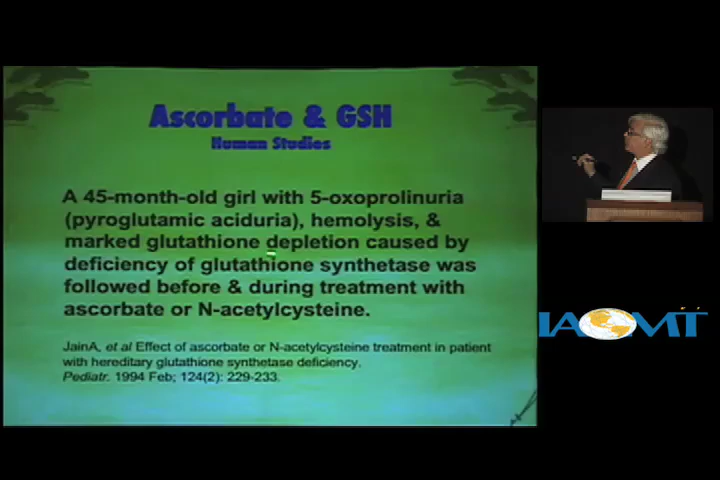 Ascorbate & GSH
Human Studies
A 45-month-old girl with 5-oxoprolinuria
(pyroglutamic aciduria), hemolysis, &
marked glutathione depletion caused by
deficiency of glutathione synthetase was
followed before & during treatment with
ascorbate or N-acetylcysteine.
JainA, et al Effect of ascorbate or N-acetylcysteine treatment in patient
with hereditary glutathione synthetase deficiency.
Pediatr. 1994 Feb; 124(2): 229-233.
IAOMT